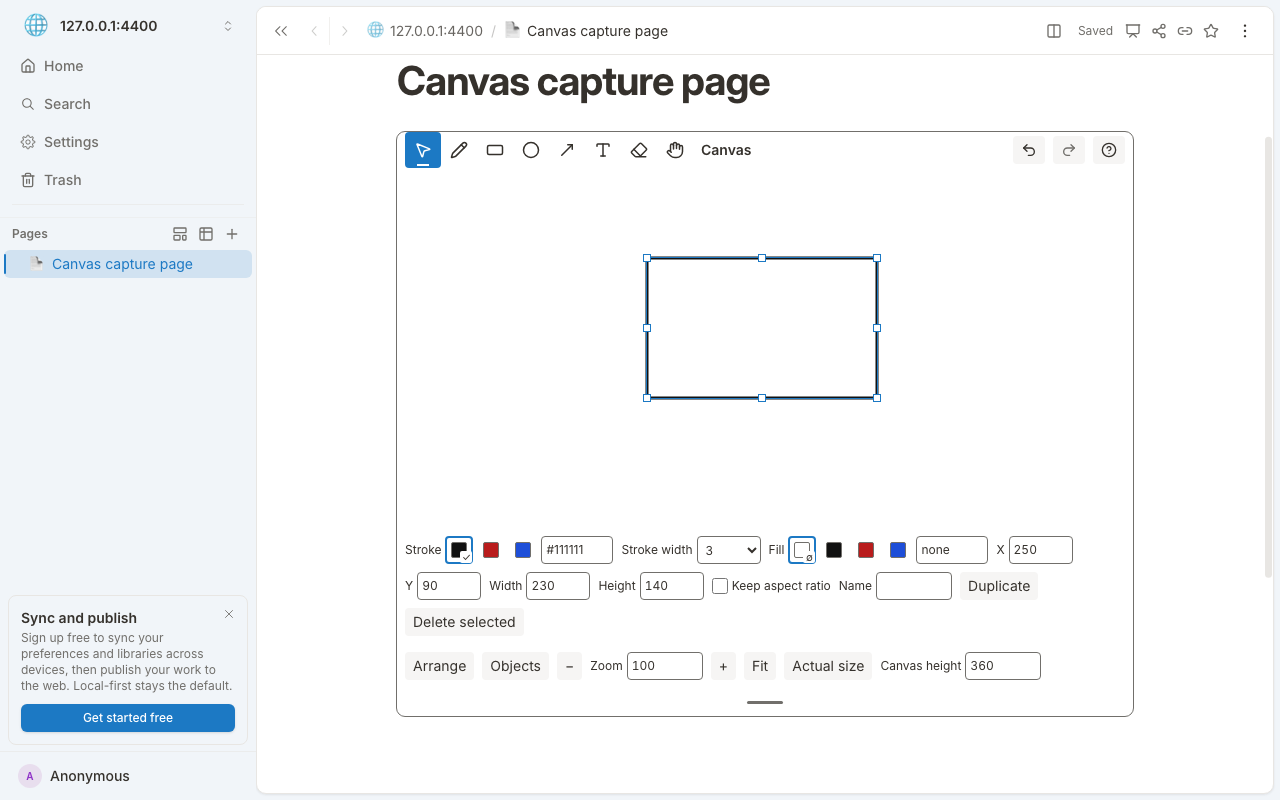 127.0.0.1:4400
Home
Search
Settings
Trash
Pages
Canvas capture page
Sync and publish
Sign up free to sync your
preferences and libraries across
devices, then publish your work to
the web. Local-first stays the default.
Get started free
A Anonymous
127.0.0.1:4400 / Canvas capture page
Saved
Canvas capture page
Canvas
Stroke #111111 Stroke width 3 Fill none X 250
Y 90 Width 230 Height 140 Keep aspect ratio Name Duplicate
Delete selected
Arrange Objects − Zoom 100 + Fit Actual size Canvas height 360